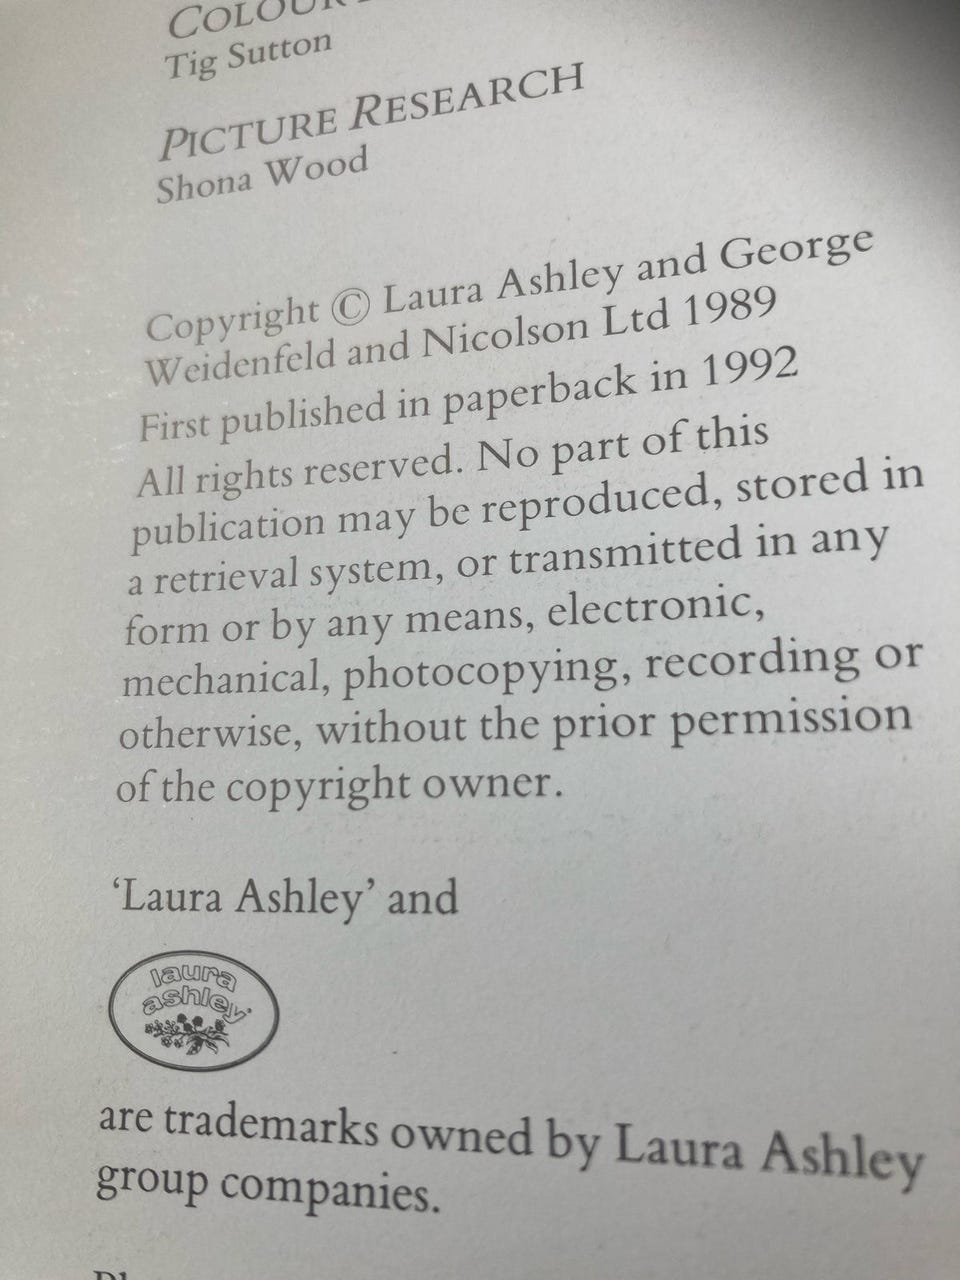 COLOUR
Tig Sutton
PICTURE RESEARCH
Shona Wood
Copyright © Laura Ashley and George
Weidenfeld and Nicolson Ltd 1989
First published in paperback in 1992
All rights reserved. No part of this
publication may be reproduced, stored in
a retrieval system, or transmitted in any
form or by any means, electronic,
mechanical, photocopying, recording or
otherwise, without the prior permission
of the copyright owner.
‘Laura Ashley’ and
laura
ashley
are trademarks owned by Laura Ashley
group companies.